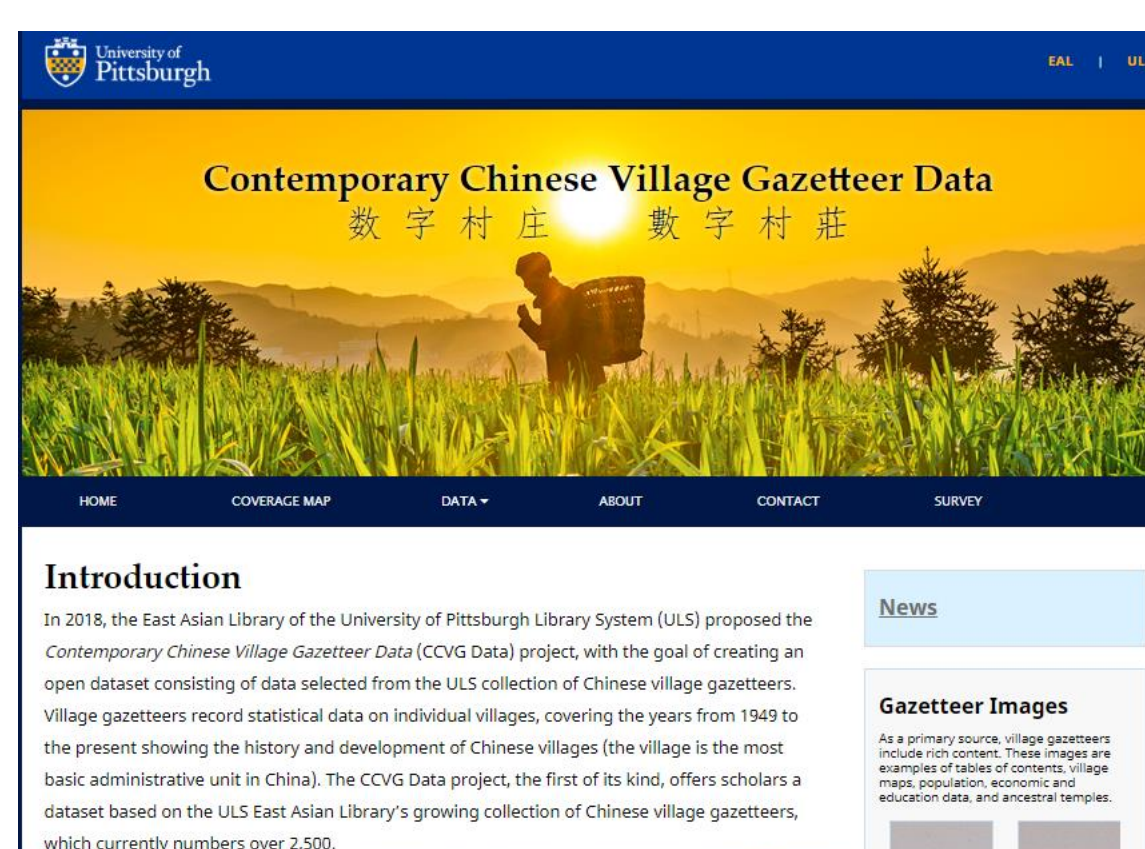 University of
Pittsburgh
EAL | UL
Contemporary Chinese Village Gazetteer Data
数字村庄 數字村莊
HOME COVERAGE MAP DATA ABOUT CONTACT SURVEY
Introduction
In 2018, the East Asian Library of the University of Pittsburgh Library System (ULS) proposed the
Contemporary Chinese Village Gazetteer Data (CCVG Data) project, with the goal of creating an
open dataset consisting of data selected from the ULS collection of Chinese village gazetteers.
Village gazetteers record statistical data on individual villages, covering the years from 1949 to
the present showing the history and development of Chinese villages (the village is the most
basic administrative unit in China). The CCVG Data project, the first of its kind, offers scholars a
dataset based on the ULS East Asian Library’s growing collection of Chinese village gazetteers,
which currently numbers over 2,500.
News
Gazetteer Images
As a primary source, village gazetteers
include rich content. These images are
examples of tables of contents, village
maps, population, economic and
education data, and ancestral temples.